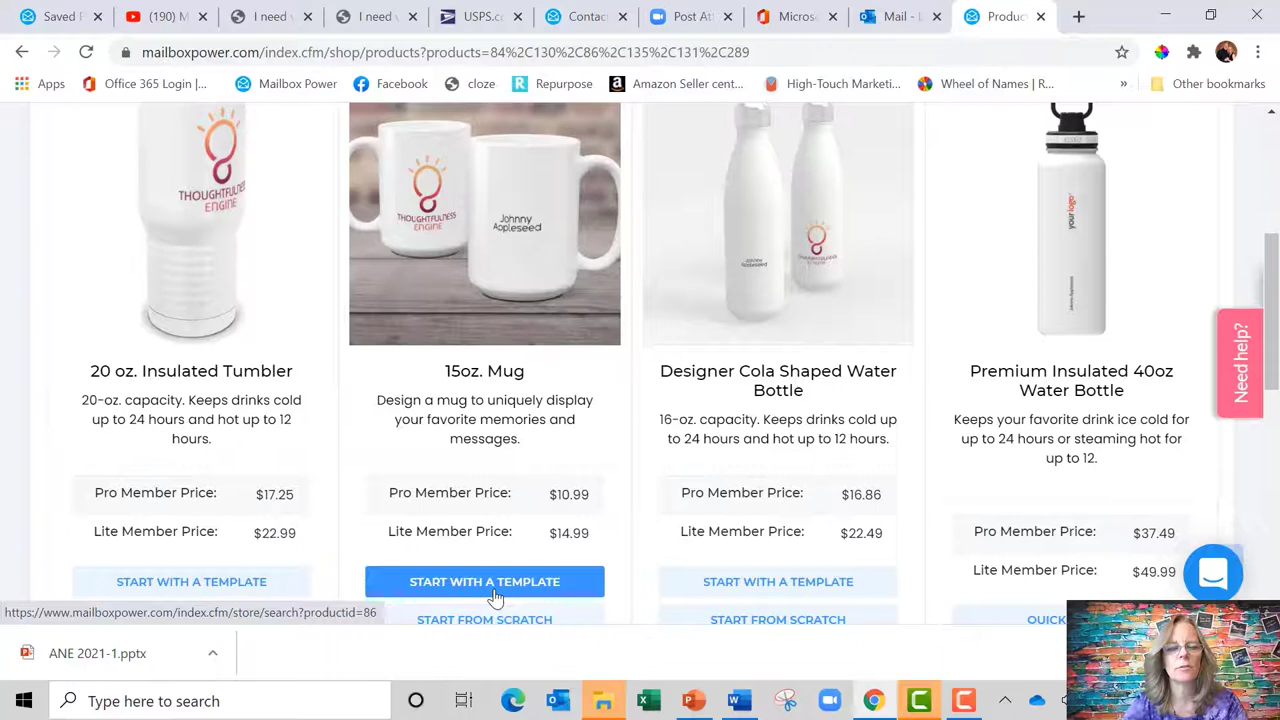 Saved P
(190) M
I need v
I need v
USPS.co
Contac
Post At
Micros
Mail - L
Produc
mailboxpower.com/index.cfm/shop/products?products=84%2C130%2C86%2C135%2C131%2C289
Apps
Office 365 Login |...
Mailbox Power
Facebook
cloze
Repurpose
Amazon Seller cent...
High-Touch Marketi...
Wheel of Names | R...
»
Other bookmarks
THOUGHTFULNESS
ENGINE
THOUGHTFULNESS
ENGINE
Johnny
Appleseed
your logo
Need help?
20 oz. Insulated Tumbler
20-oz. capacity. Keeps drinks cold
up to 24 hours and hot up to 12
hours.
Pro Member Price: $17.25
Lite Member Price: $22.99
START WITH A TEMPLATE
15oz. Mug
Design a mug to uniquely display
your favorite memories and
messages.
Pro Member Price: $10.99
Lite Member Price: $14.99
START WITH A TEMPLATE
START FROM SCRATCH
Designer Cola Shaped Water
Bottle
16-oz. capacity. Keeps drinks cold up
to 24 hours and hot up to 12 hours.
Pro Member Price: $16.86
Lite Member Price: $22.49
START WITH A TEMPLATE
START FROM SCRATCH
Premium Insulated 40oz
Water Bottle
Keeps your favorite drink ice cold for
up to 24 hours or steaming hot for
up to 12.
Pro Member Price: $37.49
Lite Member Price: $49.99
QUICK
https://www.mailboxpower.com/index.cfm/store/search?productid=86
ANE 2021-1.pptx
Type here to search